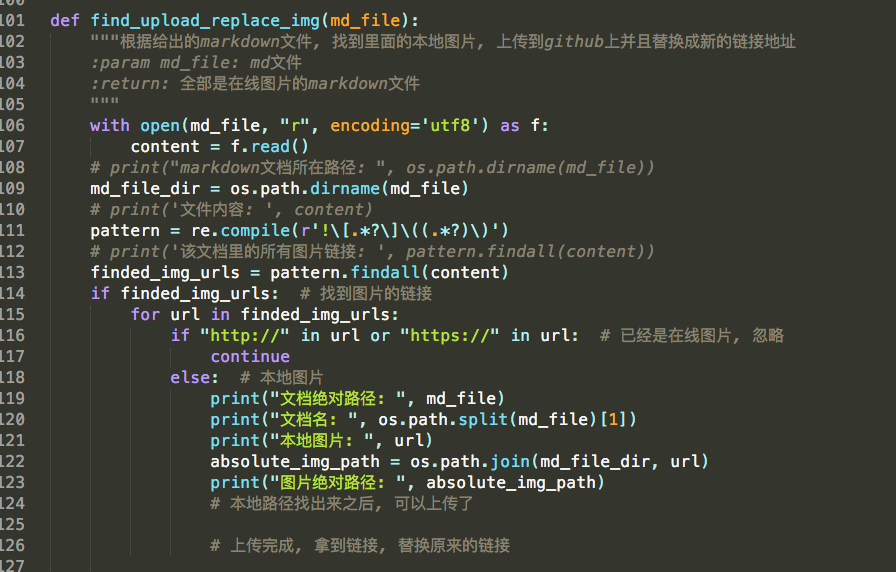 100
101 def find_upload_replace_img(md_file):
102     """根据给出的markdown文件, 找到里面的本地图片, 上传到github上并且替换成新的链接地址
103     :param md_file: md文件
104     :return: 全部是在线图片的markdown文件
105     """
106     with open(md_file, "r", encoding='utf8') as f:
107         content = f.read()
108     # print("markdown文档所在路径: ", os.path.dirname(md_file))
109     md_file_dir = os.path.dirname(md_file)
110     # print('文件内容: ', content)
111     pattern = re.compile(r'!\[.*?\]\((.*?)\)')
112     # print('该文档里的所有图片链接: ', pattern.findall(content))
113     finded_img_urls = pattern.findall(content)
114     if finded_img_urls:  # 找到图片的链接
115         for url in finded_img_urls:
116             if "http://" in url or "https://" in url:  # 已经是在线图片, 忽略
117                 continue
118             else:  # 本地图片
119                 print("文档绝对路径: ", md_file)
120                 print("文档名: ", os.path.split(md_file)[1])
121                 print("本地图片: ", url)
122                 absolute_img_path = os.path.join(md_file_dir, url)
123                 print("图片绝对路径: ", absolute_img_path)
124                 # 本地路径找出来之后, 可以上传了
125
126                 # 上传完成, 拿到链接, 替换原来的链接
127